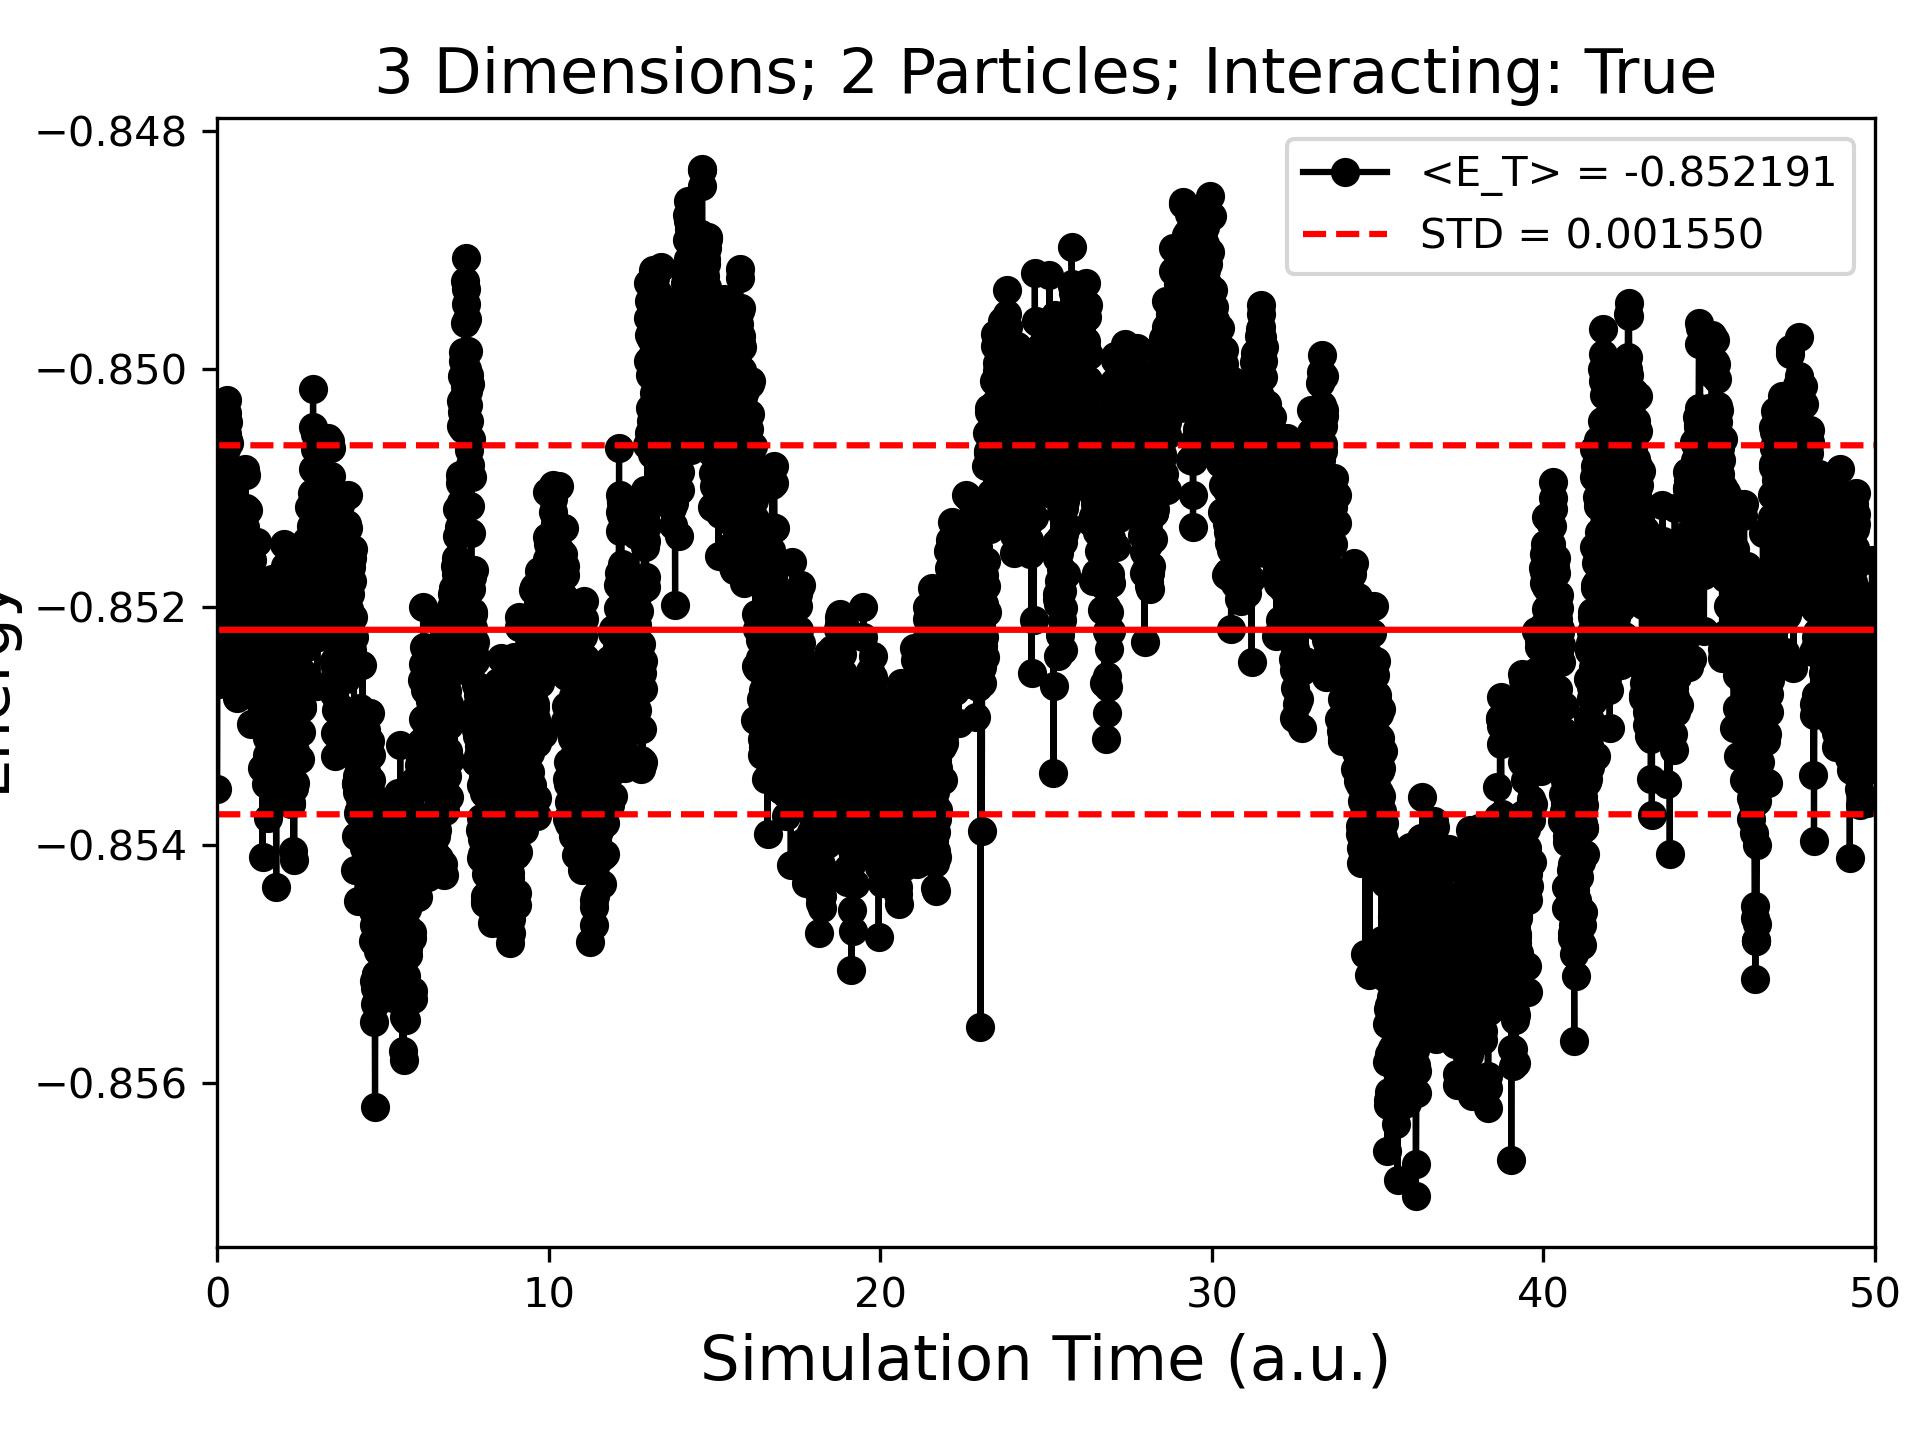 3 Dimensions; 2 Particles; Interacting: True
<E_T> = -0.852191
STD = 0.001550
−0.848
−0.850
−0.852
−0.854
−0.856
Energy
0 10 20 30 40 50
Simulation Time (a.u.)